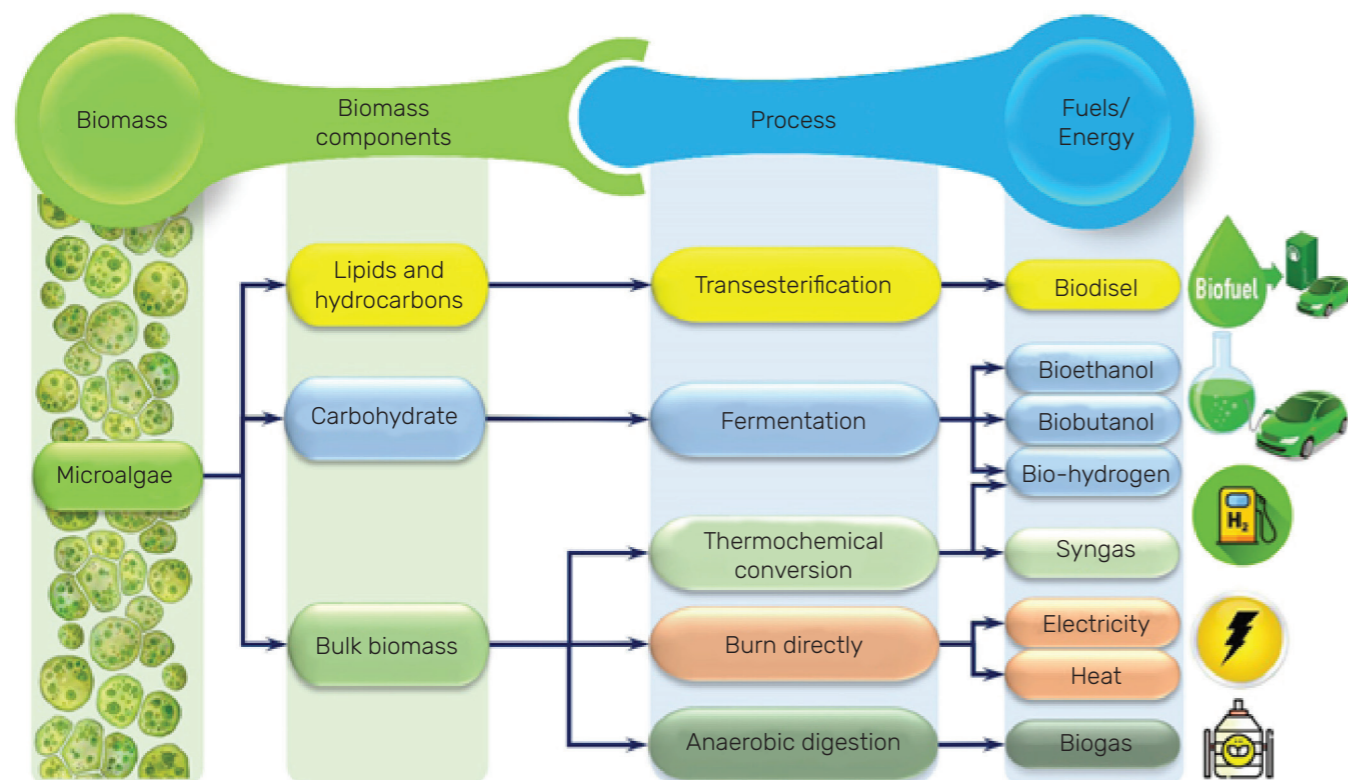 Biomass
Biomass
components
Process
Fuels/
Energy
Lipids and
hydrocarbons
Transesterification
Biodisel
Biofuel
Carbohydrate
Fermentation
Bioethanol
Biobutanol
Bio-hydrogen
Microalgae
H₂
Thermochemical
conversion
Syngas
Bulk biomass
Burn directly
Electricity
Heat
Anaerobic digestion
Biogas